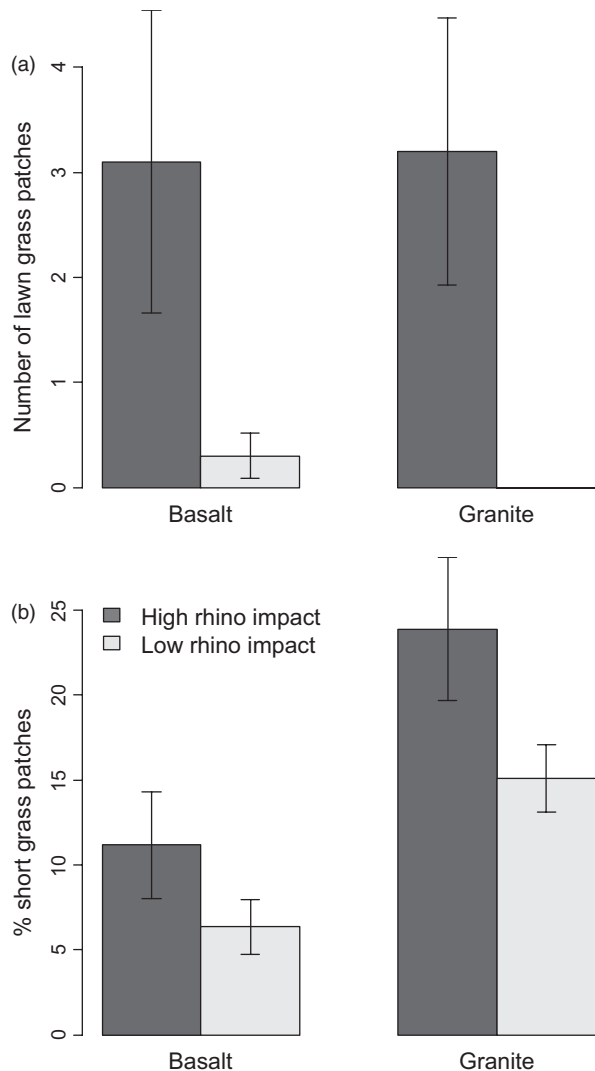 (a)
Number of lawn grass patches
4
3
2
1
0
Basalt
Granite
(b)
High rhino impact
Low rhino impact
% short grass patches
25
20
15
10
5
0
Basalt
Granite